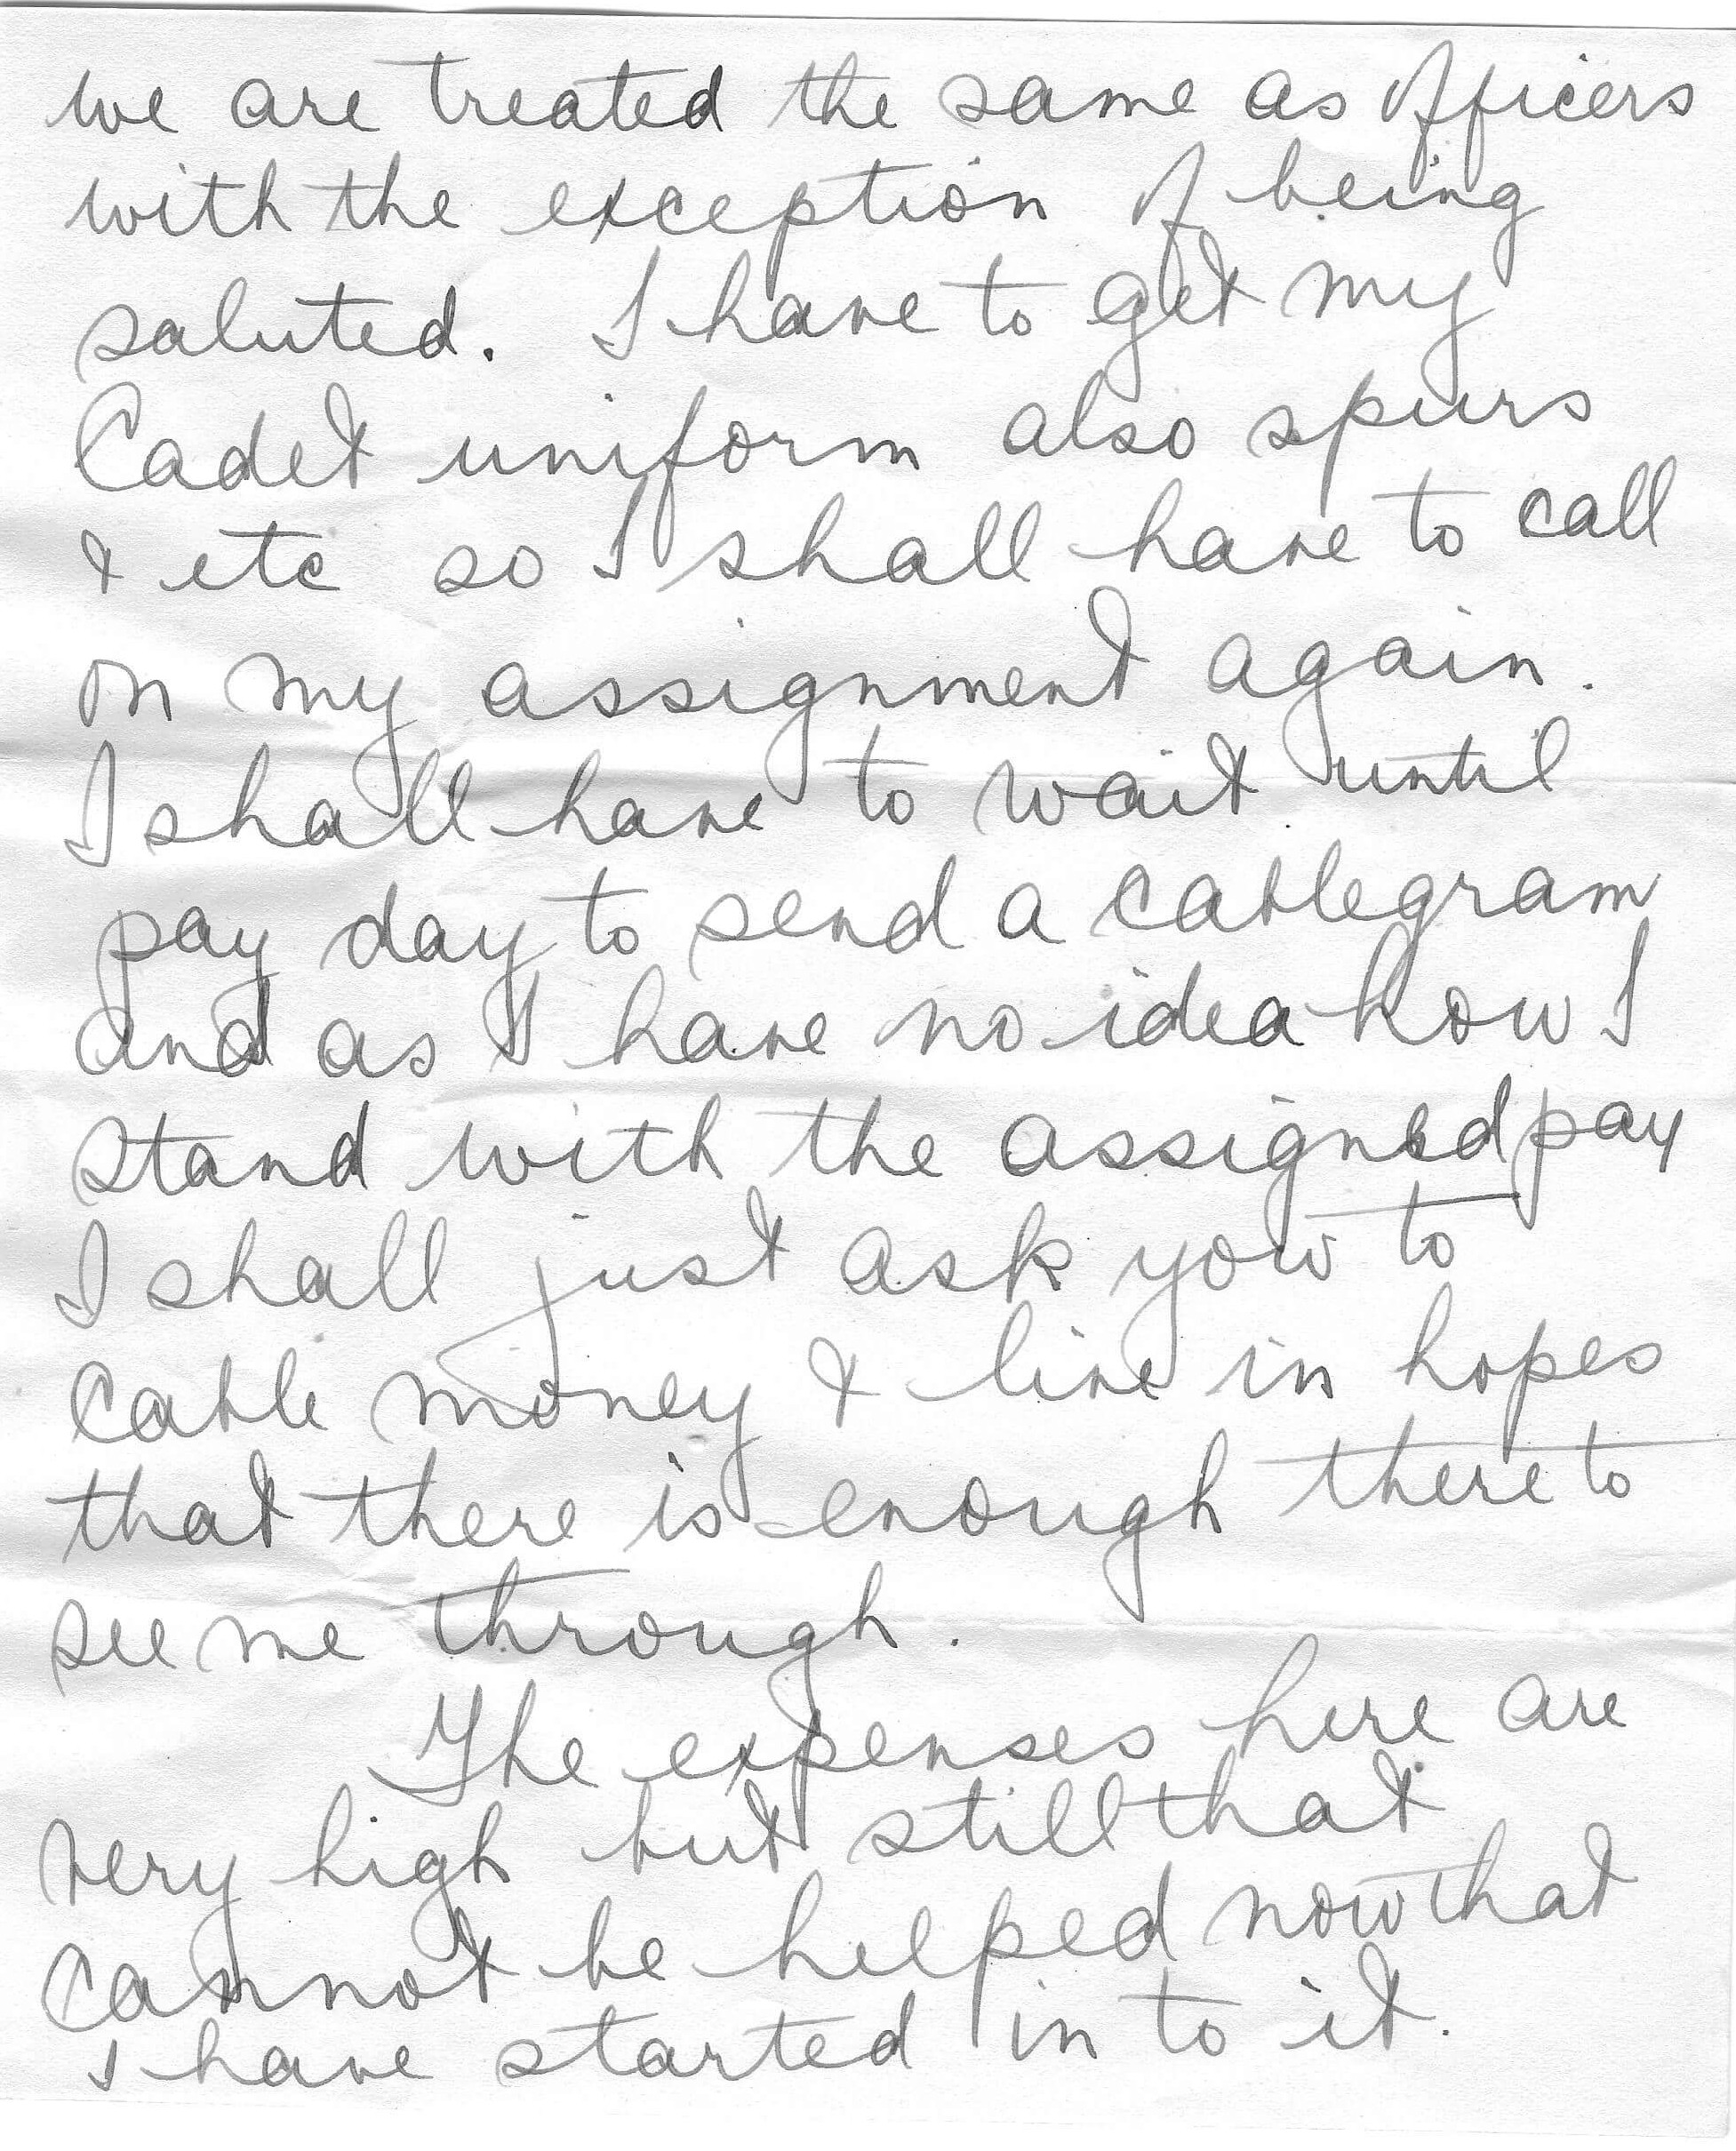 we are treated the same as officers
with the exception of being
saluted. I have to get my
Cadet uniform also spurs
& etc so I shall have to call
on my assignment again.
I shall have to wait until
pay day to send a cablegram
and as I have no idea how I
stand with the assigned pay
I shall just ask you to
cable money & live in hopes
that there is enough there to
see me through.
The expenses here are
very high but still that
cannot be helped now that
I have started in to it.